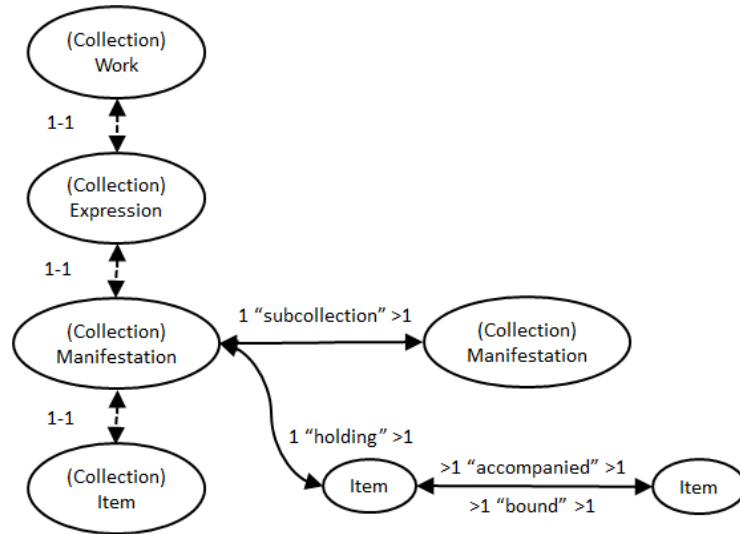 (Collection)
Work
1-1
(Collection)
Expression
1-1
1 “subcollection” >1
(Collection)
Manifestation
(Collection)
Manifestation
1-1
1 “holding” >1
(Collection)
Item
Item
>1 “accompanied” >1
>1 “bound” >1
Item